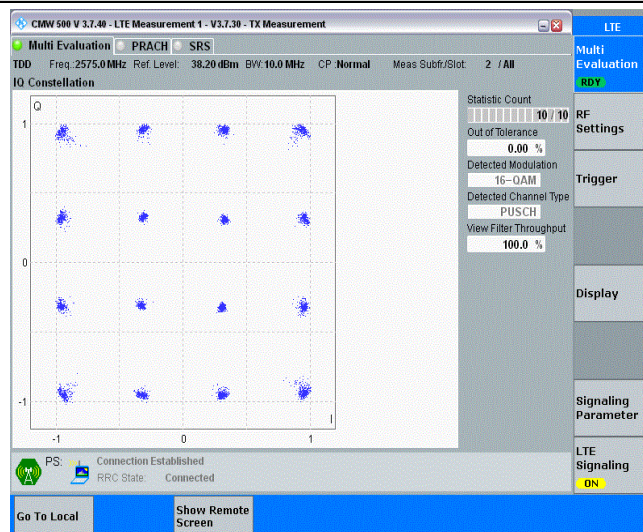 CMW 500 V 3.7.40 - LTE Measurement 1 - V3.7.30 - TX Measurement
LTE
Multi Evaluation PRACH SRS
TDD Freq.:2575.0 MHz Ref. Level: 38.20 dBm BW:10.0 MHz CP :Normal Meas Subfr./Slot: 2 / All
IQ Constellation
Q
1
0
-1
-1 0 1
I
Statistic Count
10 / 10
Out of Tolerance
0.00 %
Detected Modulation
16-QAM
Detected Channel Type
PUSCH
View Filter Throughput
100.0 %
Multi
Evaluation
RDY
RF
Settings
Trigger
Display
Signaling
Parameter
LTE
Signaling
ON
PS: Connection Established
RRC State: Connected
Go To Local
Show Remote
Screen